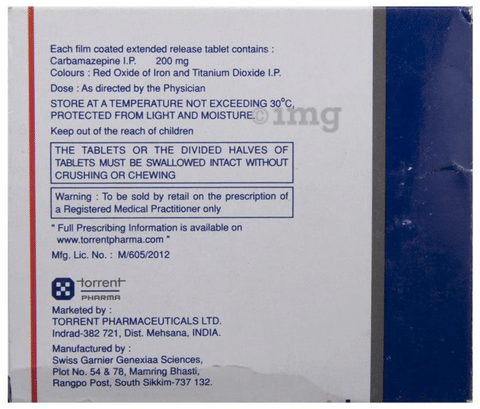 Each film coated extended release tablet contains :
Carbamazepine I.P. 200 mg
Colours : Red Oxide of Iron and Titanium Dioxide I.P.
Dose : As directed by the Physician
STORE AT A TEMPERATURE NOT EXCEEDING 30°C,
PROTECTED FROM LIGHT AND MOISTURE.
1mg
Keep out of the reach of children
THE TABLETS OR THE DIVIDED HALVES OF
TABLETS MUST BE SWALLOWED INTACT WITHOUT
CRUSHING OR CHEWING
Warning : To be sold by retail on the prescription of
a Registered Medical Practitioner only
" Full Prescribing Information is available on
www.torrentpharma.com "
Mfg. Lic. No. : M/605/2012
torrent
PHARMA
Marketed by :
TORRENT PHARMACEUTICALS LTD.
Indrad-382 721, Dist. Mehsana, INDIA.
Manufactured by :
Swiss Garnier Genexiaa Sciences,
Plot No. 54 & 78, Mamring Bhasti,
Rangpo Post, South Sikkim-737 132.